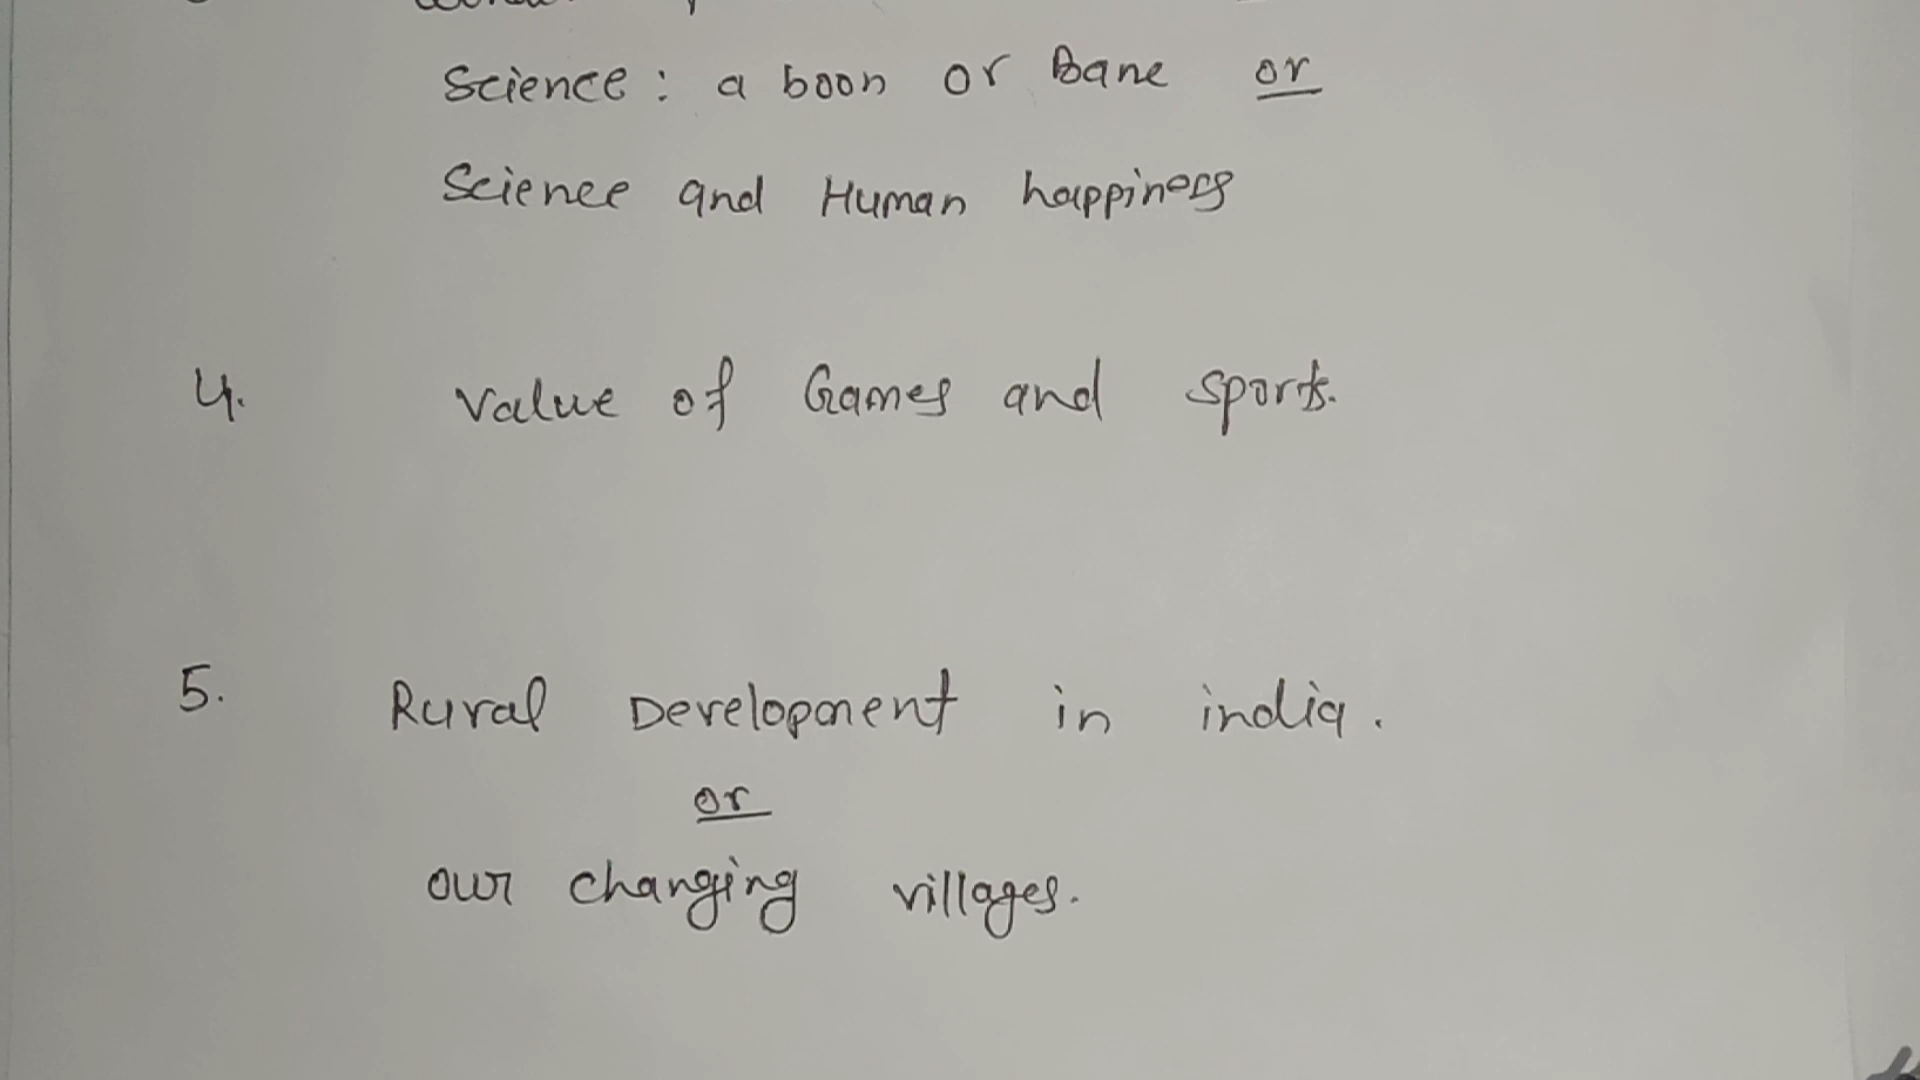 Science : a boon or Bane or
Science and Human happiness
4. Value of Games and sports.
5. Rural Development in india.
or
our changing villages.